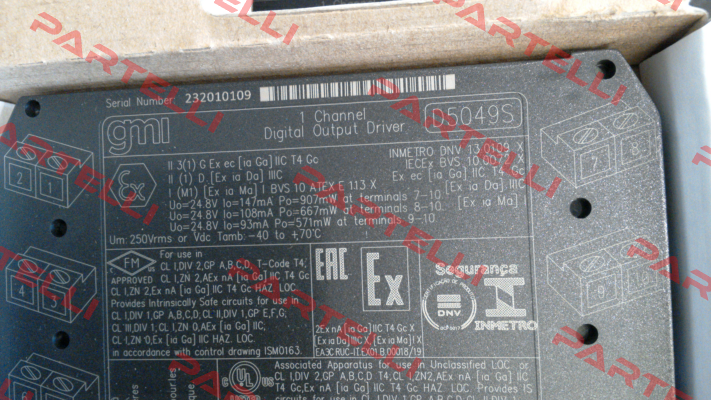 Serial Number: 232010109
gmi
1 Channel
Digital Output Driver
D5049S
II 3(1) G Ex ec [ia Ga] IIC T4 Gc
II (1) D [Ex ia Da] IIIC
I (M1) [Ex ia Ma] I BVS 10 ATEX E 113 X
Uo=24.8V Io=147mA Po=907mW at terminals 7-10
Uo=24.8V Io=108mA Po=667mW at terminals 8-10
Uo=24.8V Io=93mA Po=571mW at terminals 9-10
Um: 250Vrms or Vdc Tamb: -40 to +70°C
INMETRO DNV 13.0109 X
IECEx BVS 10.0072 X
Ex ec [ia Ga] IIC T4 Gc
[Ex ia Da] IIIC
[Ex ia Ma] I
2 1
4 3
7 8
FM
APPROVED
For use in
CL I,DIV 2,GP A,B,C,D, T-Code T4,
CL I,ZN 2,AEx nA [ia Ga] IIC T4 Gc
CL I,ZN 2,Ex nA [ia Ga] IIC T4 Gc HAZ. LOC.
Provides Intrinsically Safe circuits for use in
CL I,DIV 1,GP A,B,C,D, CL II,DIV 1,GP E,F,G;
CL III,DIV 1; CL I,ZN 0,AEx [ia Ga] IIC;
CL I,ZN 0,Ex [ia Ga] IIC HAZ. LOC.
in accordance with control drawing ISM0163.
EAC
Ex
2Ex nA [ia Ga] IIC T4 Gc X
[Ex ia Da] IIIC X, [Ex ia Ma] I X
EAЭC RUC-IT.EX01.B.00018/19
Segurança
DNV
INMETRO
UL
Associated Apparatus for use in Unclassified LOC. or
CL I,DIV 2,GP A,B,C,D T4,CL I,ZN2,AEx nA [ia Ga] IIC
T4 Gc,Ex nA [ia Ga] IIC T4 Gc HAZ. LOC. Provides IS
PARTELLI
PARTELLI
PARTELLI
PARTELLI
PARTELLI
PARTELLI